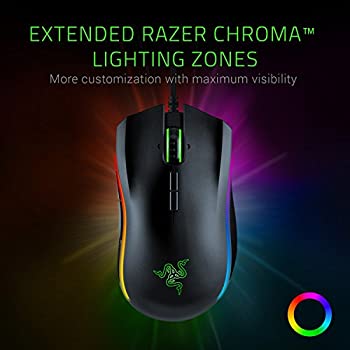 EXTENDED RAZER CHROMA™
LIGHTING ZONES
More customization with maximum visibility